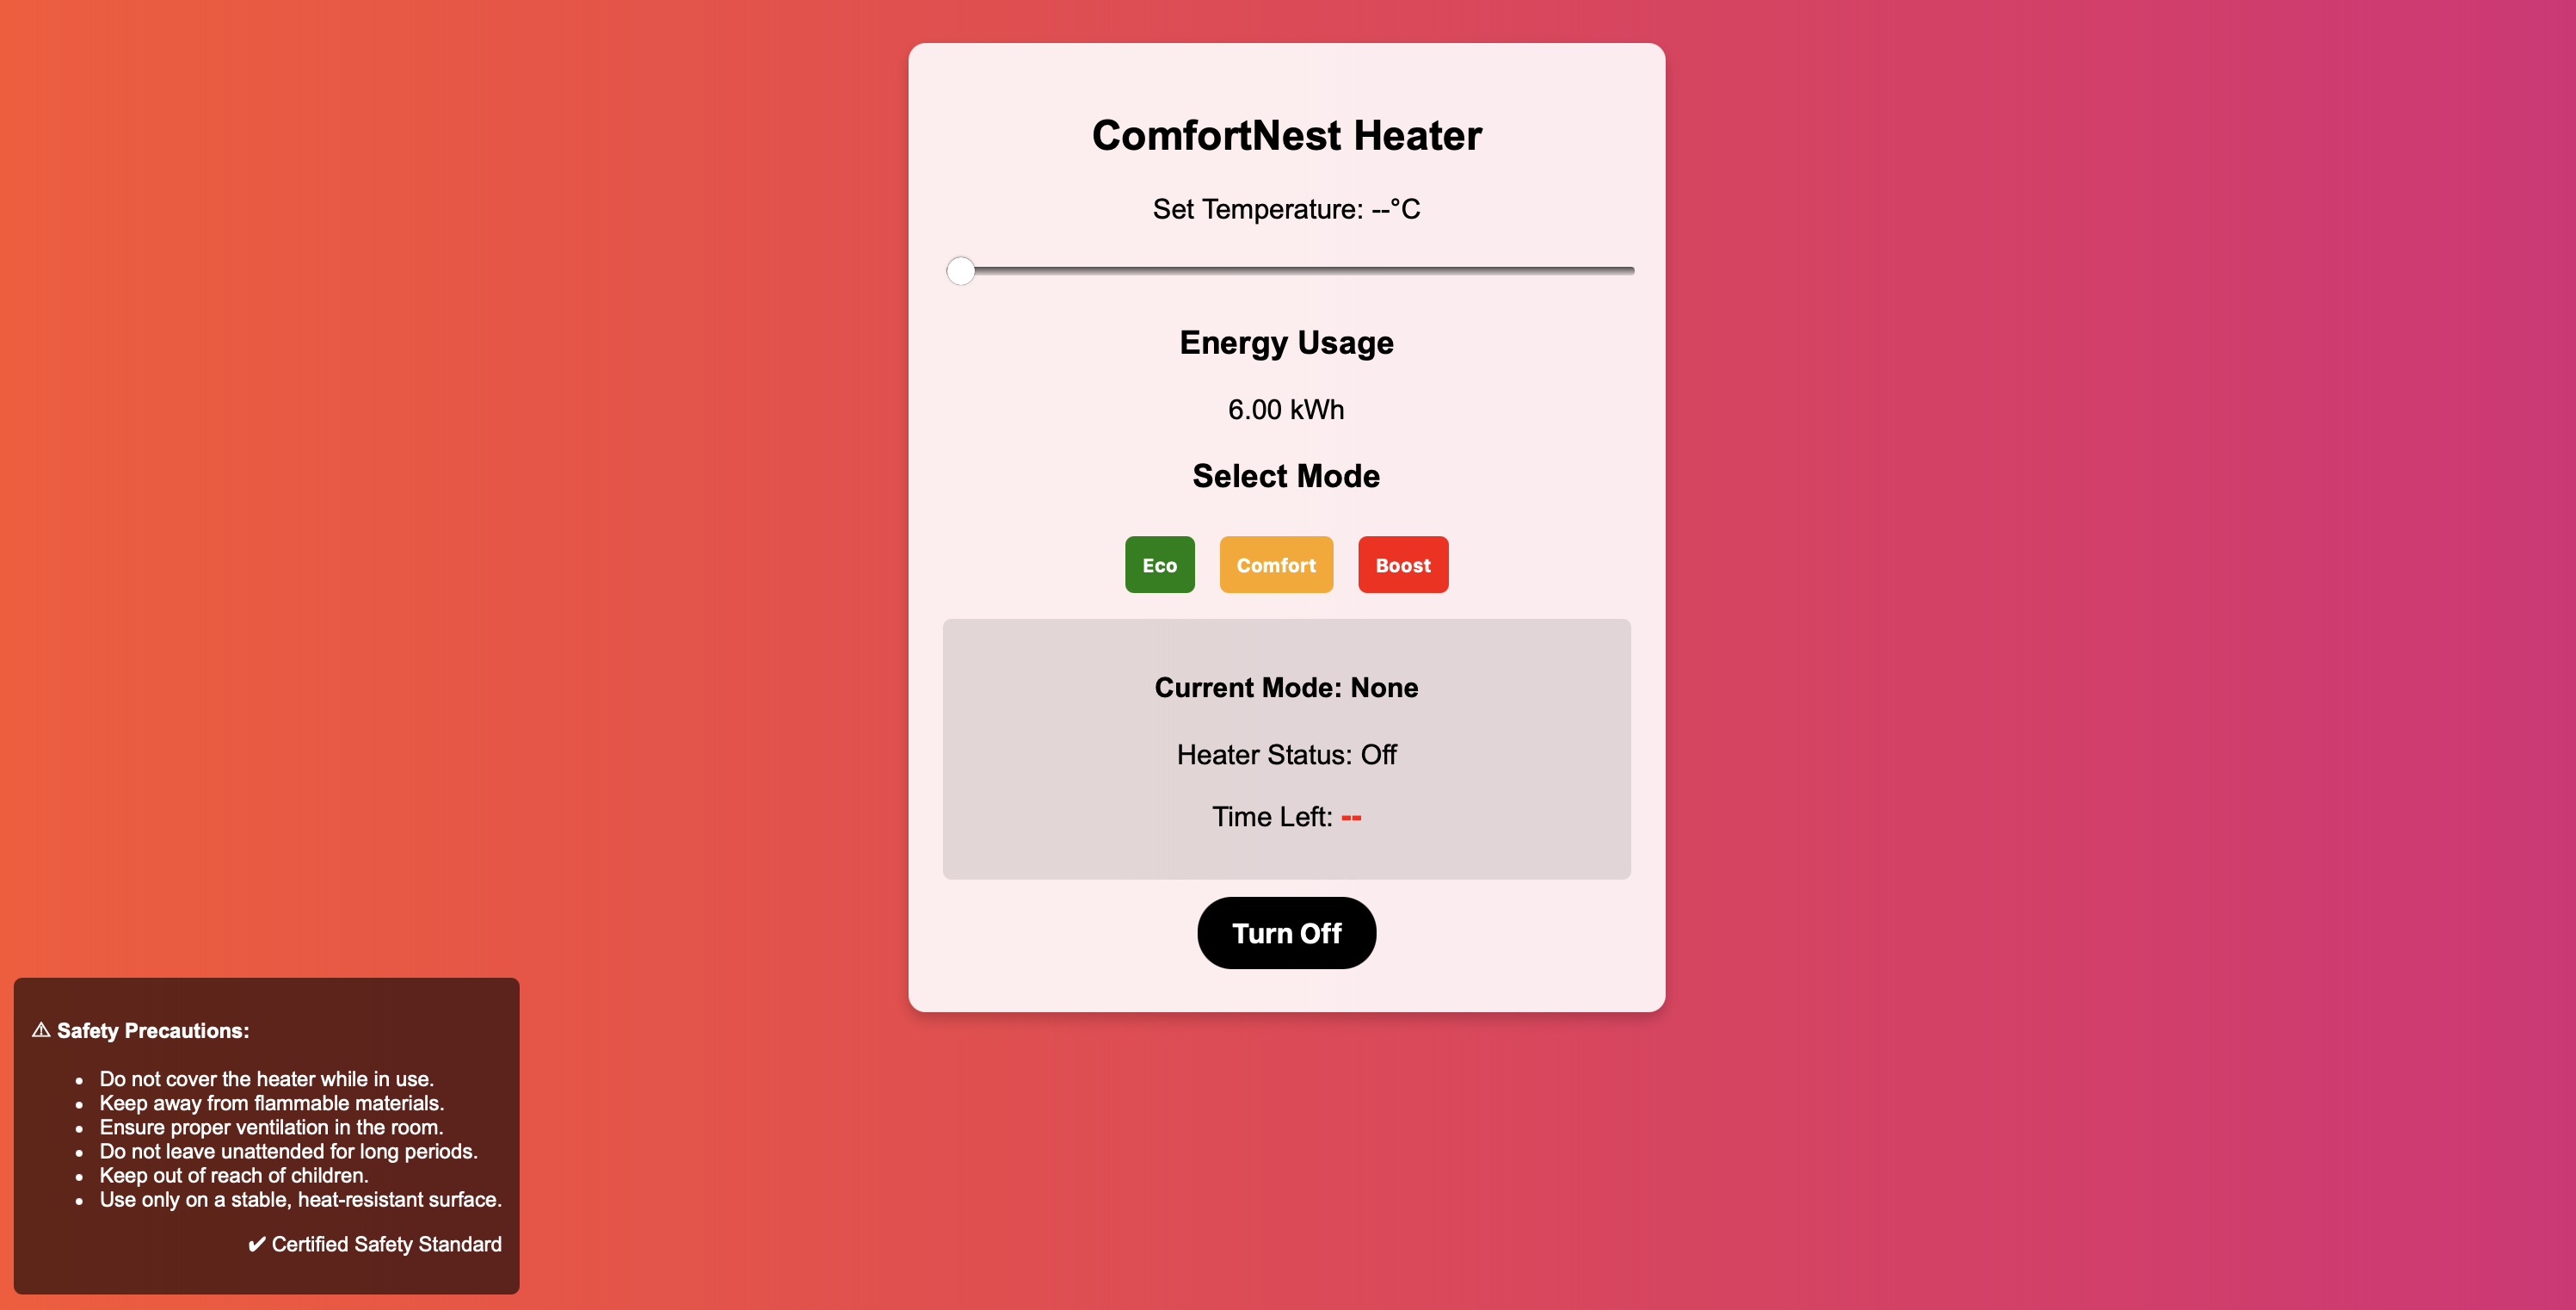 ComfortNest Heater
Set Temperature: --°C
Energy Usage
6.00 kWh
Select Mode
Eco
Comfort
Boost
Current Mode: None
Heater Status: Off
Time Left: --
Turn Off
⚠ Safety Precautions:
• Do not cover the heater while in use.
• Keep away from flammable materials.
• Ensure proper ventilation in the room.
• Do not leave unattended for long periods.
• Keep out of reach of children.
• Use only on a stable, heat-resistant surface.
✔ Certified Safety Standard